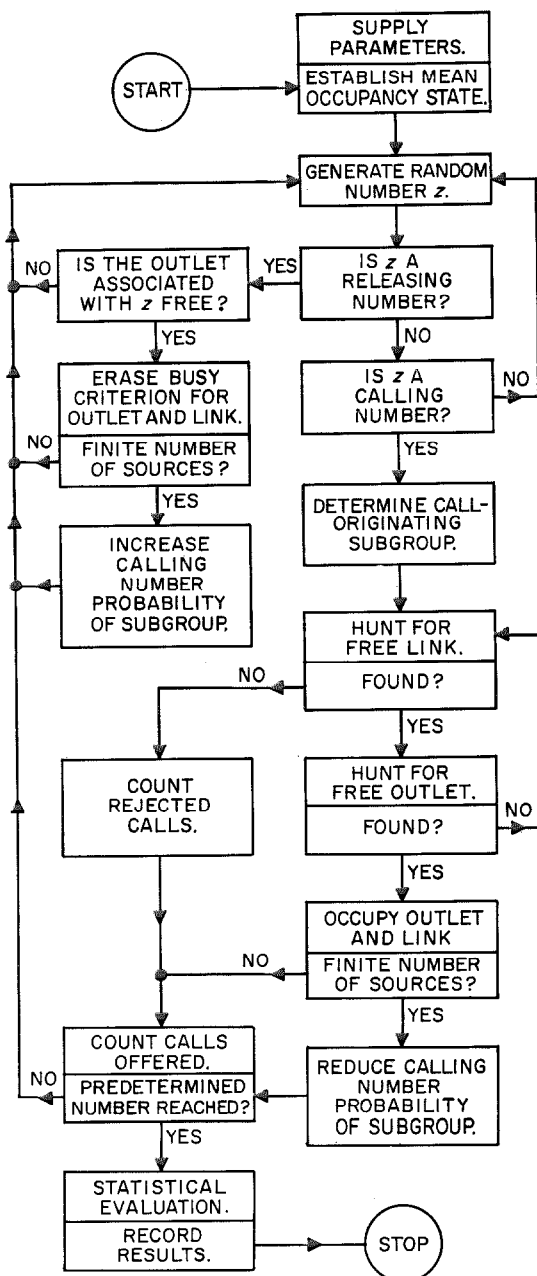 SUPPLY
PARAMETERS.
START
ESTABLISH MEAN
OCCUPANCY STATE.
GENERATE RANDOM
NUMBER z.
NO
IS THE OUTLET
ASSOCIATED
WITH z FREE?
YES
IS z A
RELEASING
NUMBER?
YES
NO
ERASE BUSY
CRITERION FOR
OUTLET AND LINK.
NO
FINITE NUMBER
OF SOURCES?
IS z A
CALLING
NUMBER?
NO
YES
YES
INCREASE
CALLING
NUMBER
PROBABILITY
OF SUBGROUP.
DETERMINE CALL-
ORIGINATING
SUBGROUP.
HUNT FOR
FREE LINK.
NO
FOUND?
YES
COUNT
REJECTED
CALLS.
HUNT FOR
FREE OUTLET.
FOUND?
NO
YES
OCCUPY OUTLET
AND LINK
NO
FINITE NUMBER
OF SOURCES?
YES
COUNT CALLS
OFFERED.
NO
PREDETERMINED
NUMBER REACHED?
REDUCE CALLING
NUMBER
PROBABILITY
OF SUBGROUP.
YES
STATISTICAL
EVALUATION.
RECORD
RESULTS.
STOP